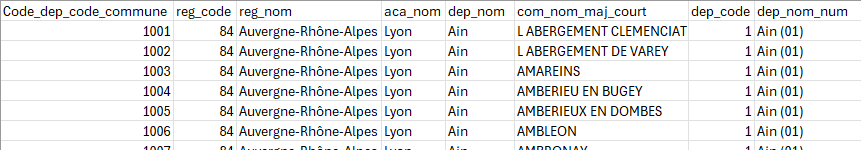 Code_dep_code_commune reg_code reg_nom aca_nom dep_nom com_nom_maj_court dep_code dep_nom_num
1001 84 Auvergne-Rhône-Alpes Lyon Ain L ABERGEMENT CLEMENCIAT 1 Ain (01)
1002 84 Auvergne-Rhône-Alpes Lyon Ain L ABERGEMENT DE VAREY 1 Ain (01)
1003 84 Auvergne-Rhône-Alpes Lyon Ain AMAREINS 1 Ain (01)
1004 84 Auvergne-Rhône-Alpes Lyon Ain AMBERIEU EN BUGEY 1 Ain (01)
1005 84 Auvergne-Rhône-Alpes Lyon Ain AMBERIEUX EN DOMBES 1 Ain (01)
1006 84 Auvergne-Rhône-Alpes Lyon Ain AMBLEON 1 Ain (01)
1007 84 Auvergne-Rhône-Alpes Lyon Ain AMBRONAY 1 Ain (01)